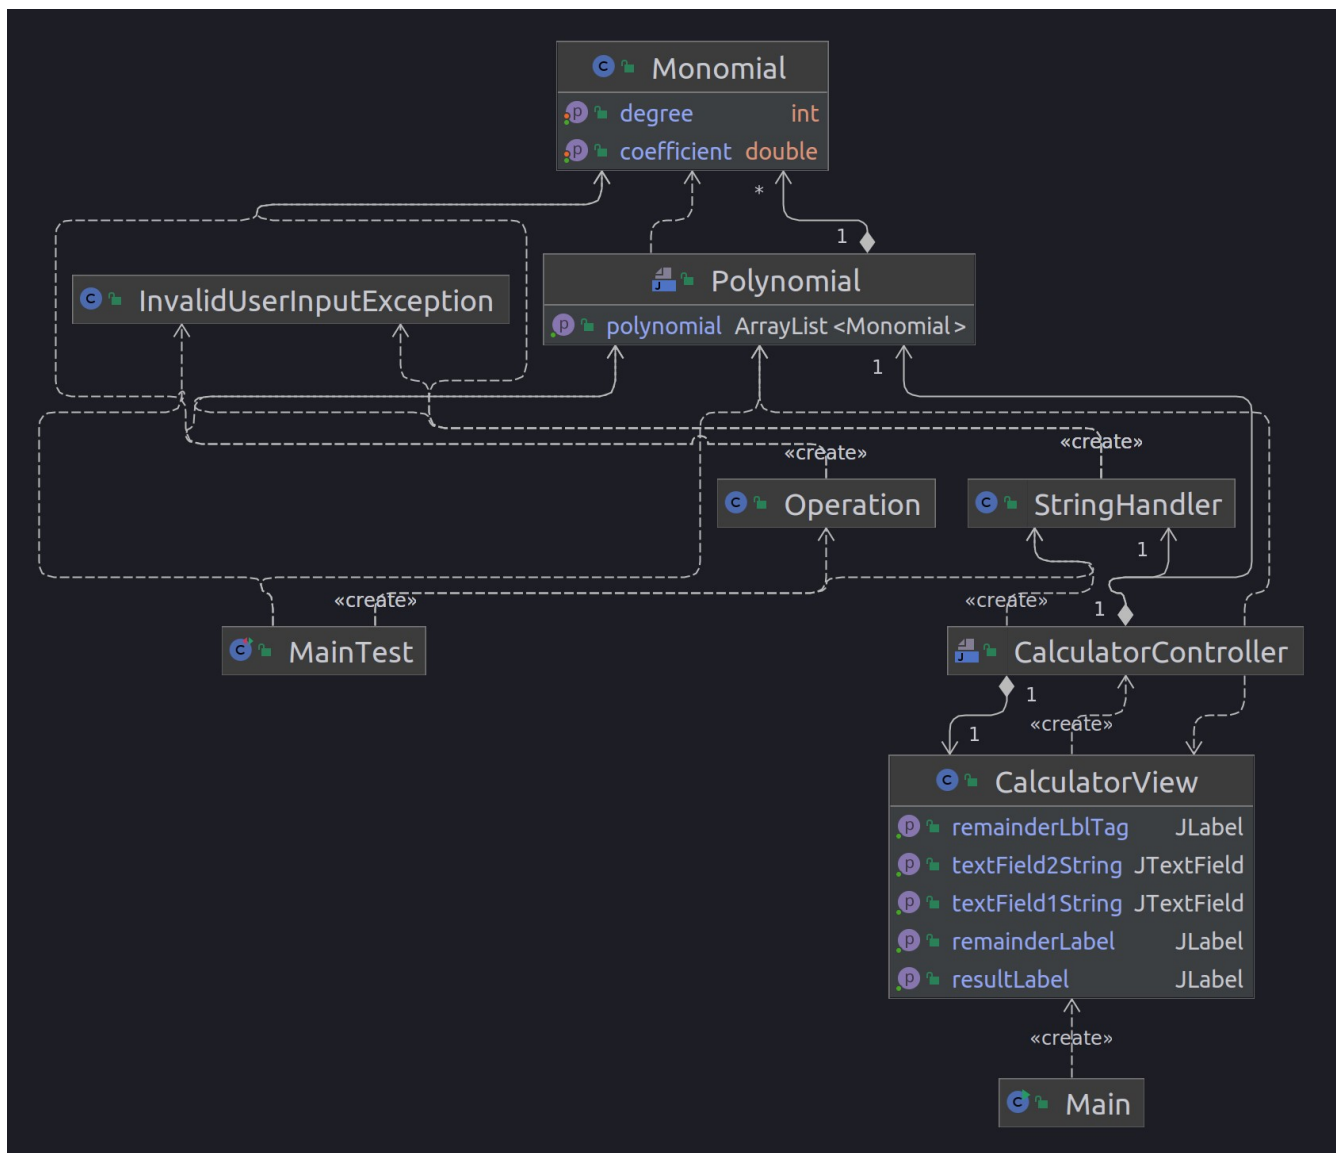 Monomial
degree int
coefficient double
*
1
Polynomial
polynomial ArrayList<Monomial>
InvalidUserInputException
1
«create»
«create»
Operation
StringHandler
1
«create»
«create»
1
MainTest
CalculatorController
1
«create»
1
CalculatorView
remainderLblTag JLabel
textField2String JTextField
textField1String JTextField
remainderLabel JLabel
resultLabel JLabel
«create»
Main